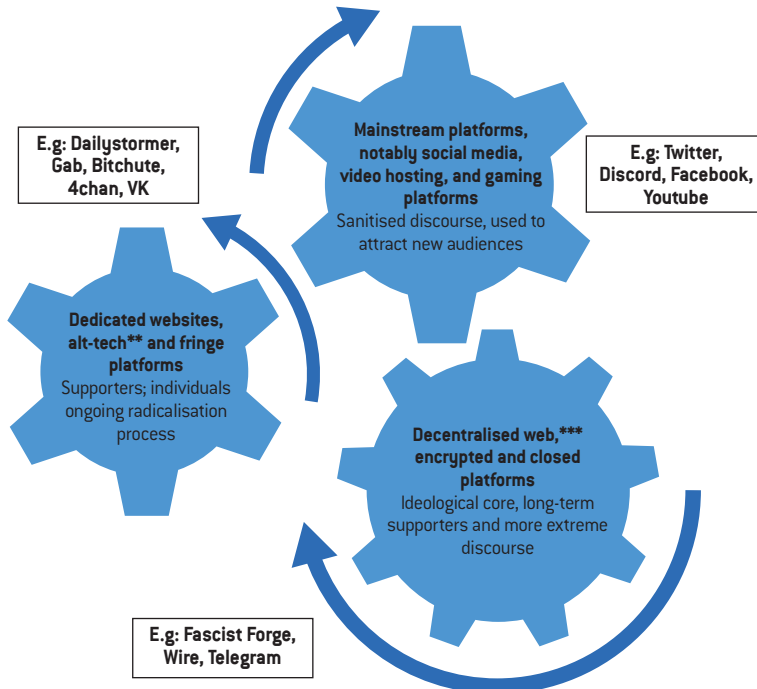 E.g: Dailystormer,
Gab, Bitchute,
4chan, VK
Mainstream platforms,
notably social media,
video hosting, and gaming
platforms
Sanitised discourse, used to
attract new audiences
E.g: Twitter,
Discord, Facebook,
Youtube
Dedicated websites,
alt-tech** and fringe
platforms
Supporters; individuals
ongoing radicalisation
process
Decentralised web,***
encrypted and closed
platforms
Ideological core, long-term
supporters and more extreme
discourse
E.g: Fascist Forge,
Wire, Telegram